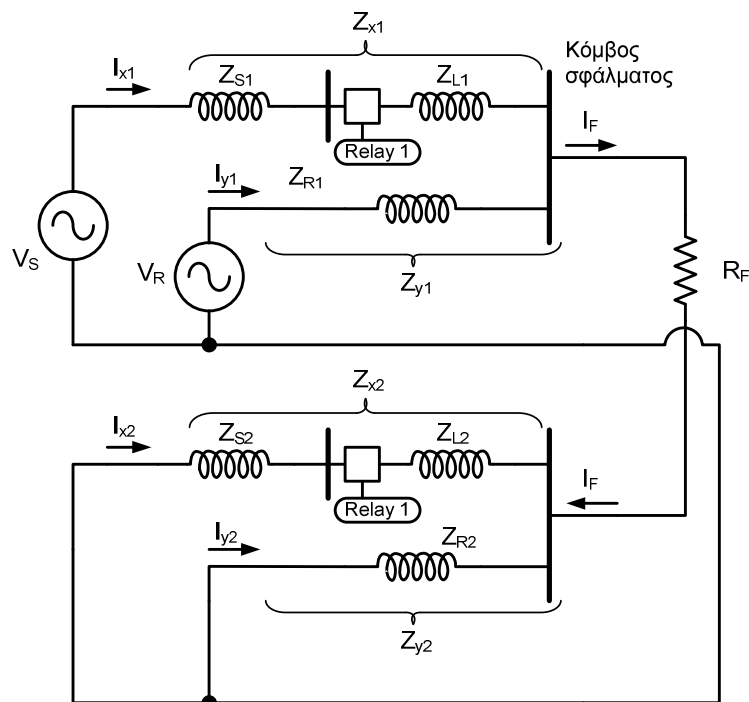 Z_x1
I_x1
Z_S1
Z_L1
Κόμβος
σφάλματος
Relay 1
I_F
I_y1
Z_R1
V_S
V_R
R_F
Z_y1
Z_x2
I_x2
Z_S2
Z_L2
Relay 1
I_F
I_y2
Z_R2
Z_y2